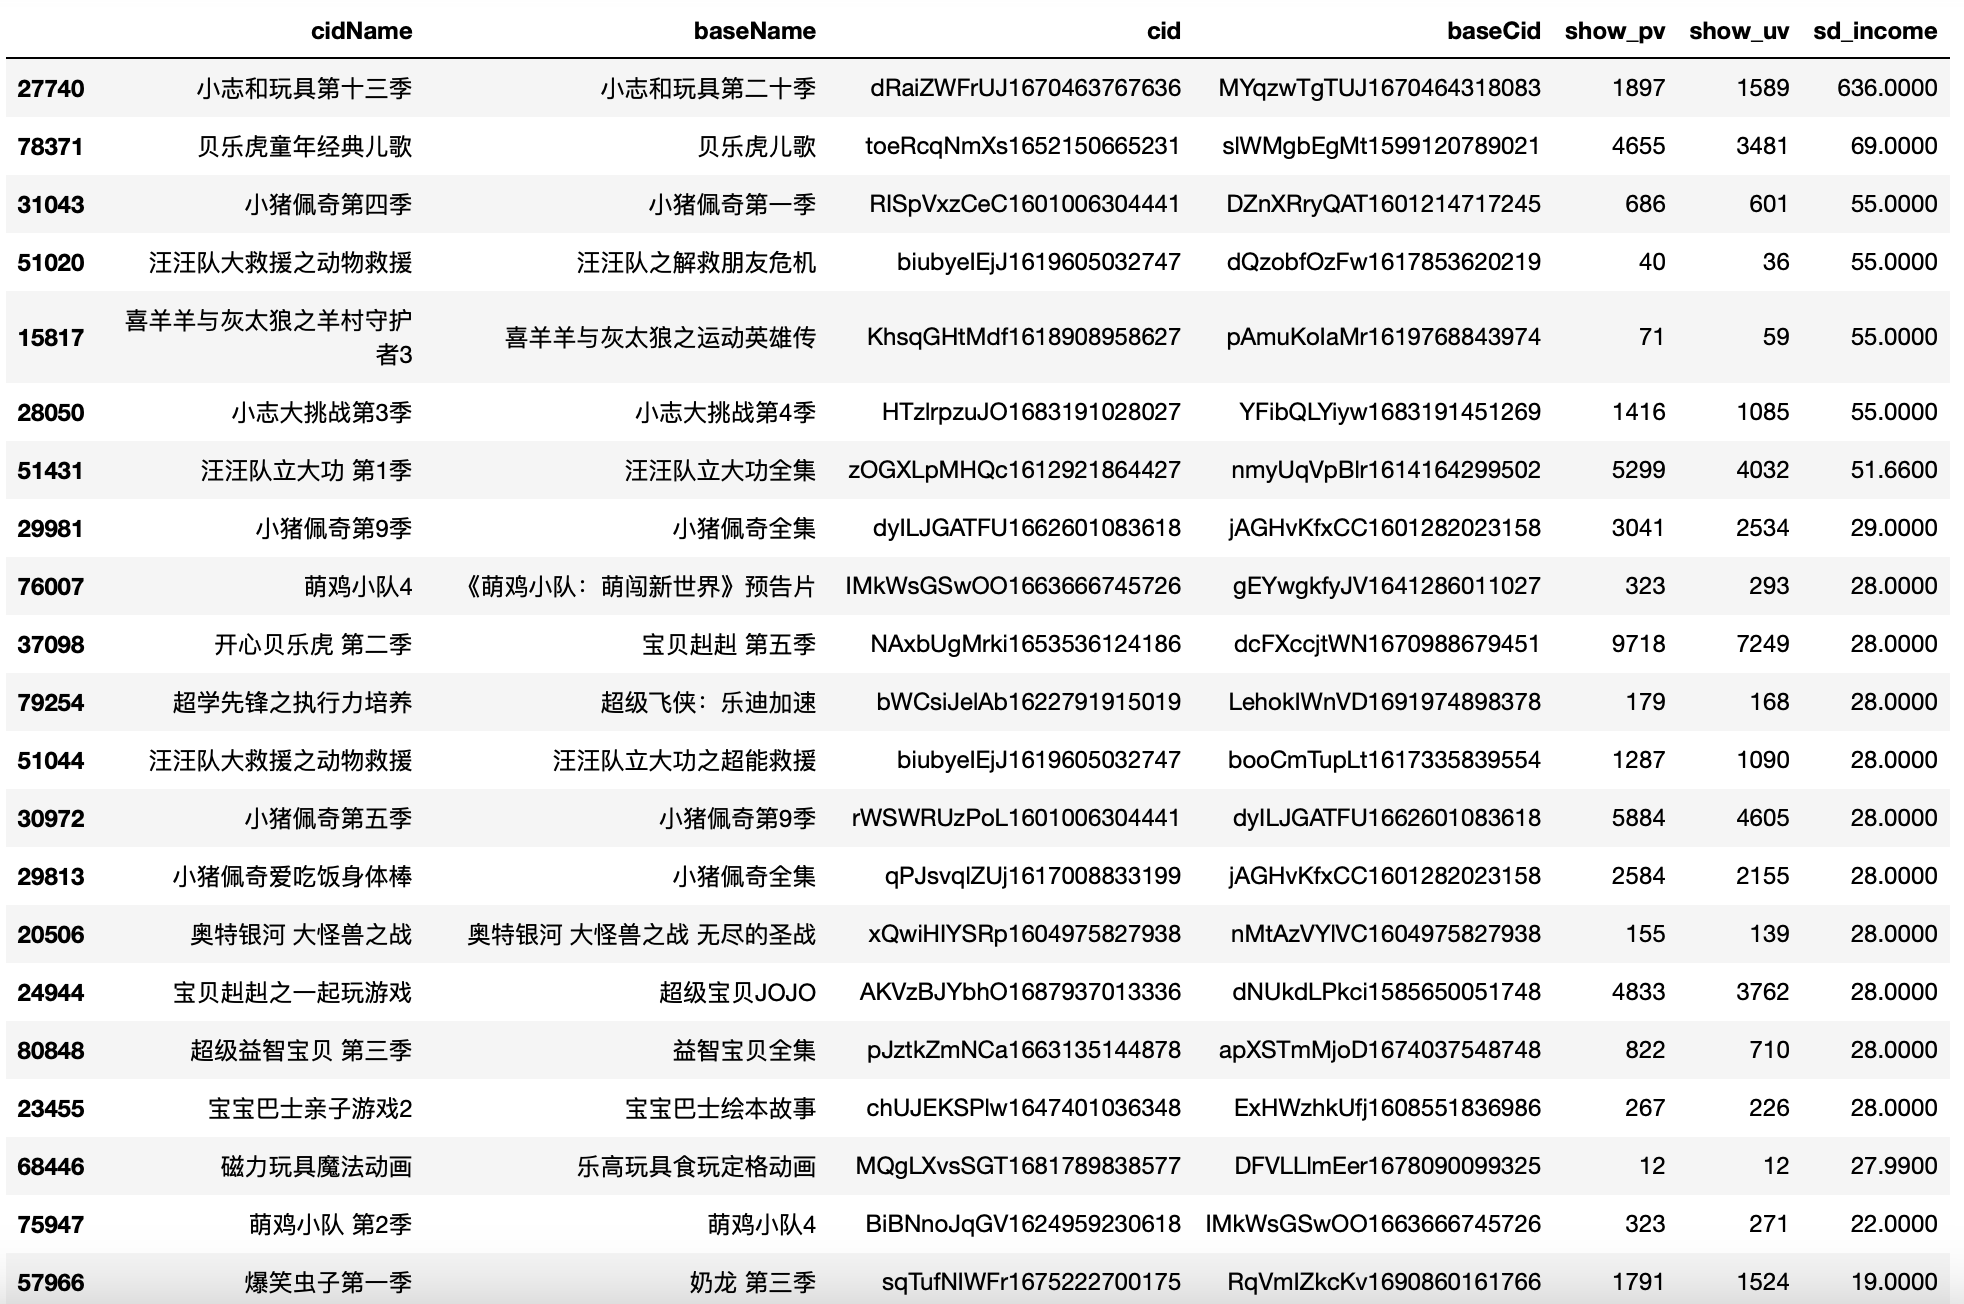 cidName baseName cid baseCid show_pv show_uv sd_income
27740 小志和玩具第十三季 小志和玩具第二十季 dRaiZWFrUJ1670463767636 MYqzwTgTUJ1670464318083 1897 1589 636.0000
78371 贝乐虎童年经典儿歌 贝乐虎儿歌 toeRcqNmXs1652150665231 slWMgbEgMt1599120789021 4655 3481 69.0000
31043 小猪佩奇第四季 小猪佩奇第一季 RlSpVxzCeC1601006304441 DZnXRryQAT1601214717245 686 601 55.0000
51020 汪汪队大救援之动物救援 汪汪队之解救朋友危机 biubyeIEjJ1619605032747 dQzobfOzFw1617853620219 40 36 55.0000
15817 喜羊羊与灰太狼之羊村守护 喜羊羊与灰太狼之运动英雄传 KhsqGHtMdf1618908958627 pAmuKoIaMr1619768843974 71 59 55.0000
者3
28050 小志大挑战第3季 小志大挑战第4季 HTzlrpzuJO1683191028027 YFibQLYiyw1683191451269 1416 1085 55.0000
51431 汪汪队立大功 第1季 汪汪队立大功全集 zOGXLpMHQc1612921864427 nmyUqVpBlr1614164299502 5299 4032 51.6600
29981 小猪佩奇第9季 小猪佩奇全集 dyILJGATFU1662601083618 jAGHvKfxCC1601282023158 3041 2534 29.0000
76007 萌鸡小队4 《萌鸡小队：萌闯新世界》预告片 IMkWsGSwOO1663666745726 gEYwgkfyJV1641286011027 323 293 28.0000
37098 开心贝乐虎 第二季 宝贝赳赳 第五季 NAxbUgMrki1653536124186 dcFXccjtWN1670988679451 9718 7249 28.0000
79254 超学先锋之执行力培养 超级飞侠：乐迪加速 bWCsiJelAb1622791915019 LehokIWnVD1691974898378 179 168 28.0000
51044 汪汪队大救援之动物救援 汪汪队立大功之超能救援 biubyeIEjJ1619605032747 booCmTupLt1617335839554 1287 1090 28.0000
30972 小猪佩奇第五季 小猪佩奇第9季 rWSWRUzPoL1601006304441 dyILJGATFU1662601083618 5884 4605 28.0000
29813 小猪佩奇爱吃饭身体棒 小猪佩奇全集 qPJsvqlZUj1617008833199 jAGHvKfxCC1601282023158 2584 2155 28.0000
20506 奥特银河 大怪兽之战 奥特银河 大怪兽之战 无尽的圣战 xQwiHIYSRp1604975827938 nMtAzVYlVC1604975827938 155 139 28.0000
24944 宝贝赳赳之一起玩游戏 超级宝贝JOJO AKVzBJYbhO1687937013336 dNUkdLPkci1585650051748 4833 3762 28.0000
80848 超级益智宝贝 第三季 益智宝贝全集 pJztkZmNCa1663135144878 apXSTmMjoD1674037548748 822 710 28.0000
23455 宝宝巴士亲子游戏2 宝宝巴士绘本故事 chUJEKSPlw1647401036348 ExHWzhkUfj1608551836986 267 226 28.0000
68446 磁力玩具魔法动画 乐高玩具食玩定格动画 MQgLXvsSGT1681789838577 DFVLLlmEer1678090099325 12 12 27.9900
75947 萌鸡小队 第2季 萌鸡小队4 BiBNnoJqGV1624959230618 IMkWsGSwOO1663666745726 323 271 22.0000
57966 爆笑虫子第一季 奶龙 第三季 sqTufNIWFr1675222700175 RqVmIZkcKv1690860161766 1791 1524 19.0000